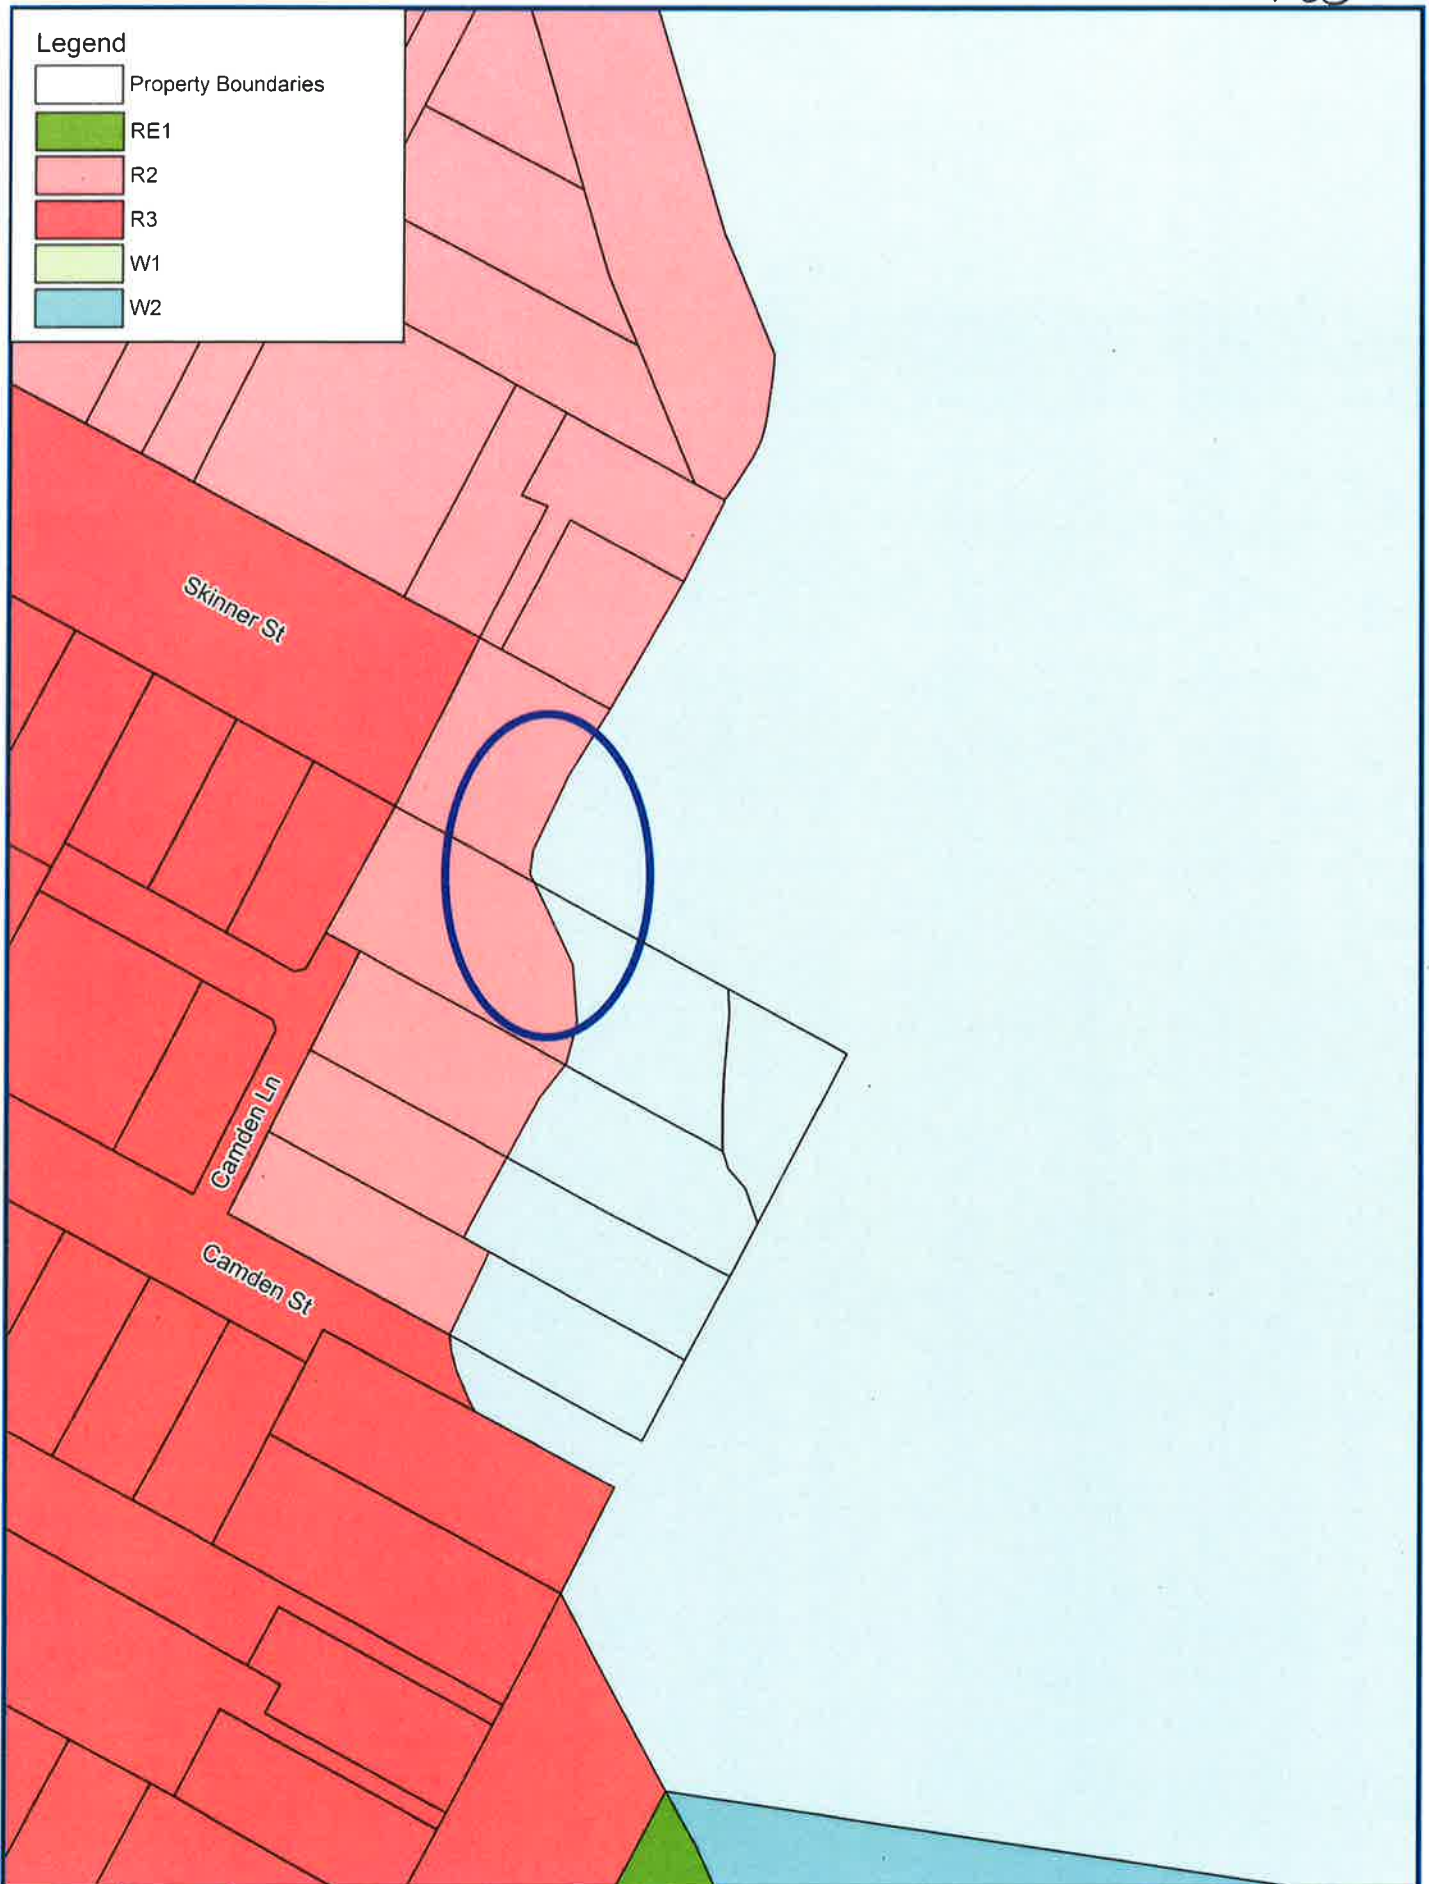 Legend
Property Boundaries
RE1
R2
R3
W1
W2
Skinner St
Camden Ln
Camden St